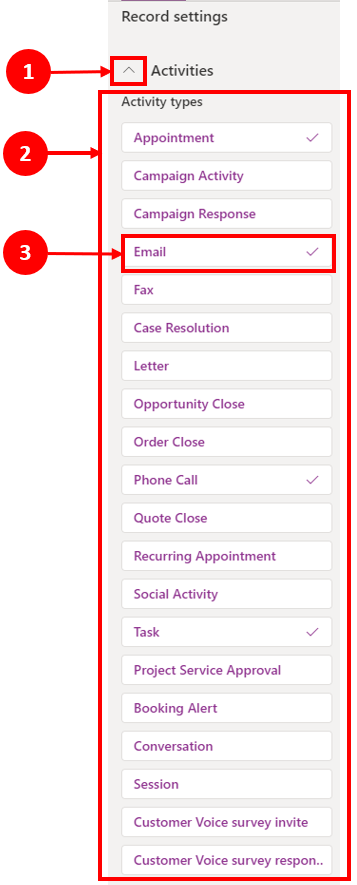 Record settings
1
Activities
Activity types
2
Appointment
Campaign Activity
Campaign Response
3
Email
Fax
Case Resolution
Letter
Opportunity Close
Order Close
Phone Call
Quote Close
Recurring Appointment
Social Activity
Task
Project Service Approval
Booking Alert
Conversation
Session
Customer Voice survey invite
Customer Voice survey respon..